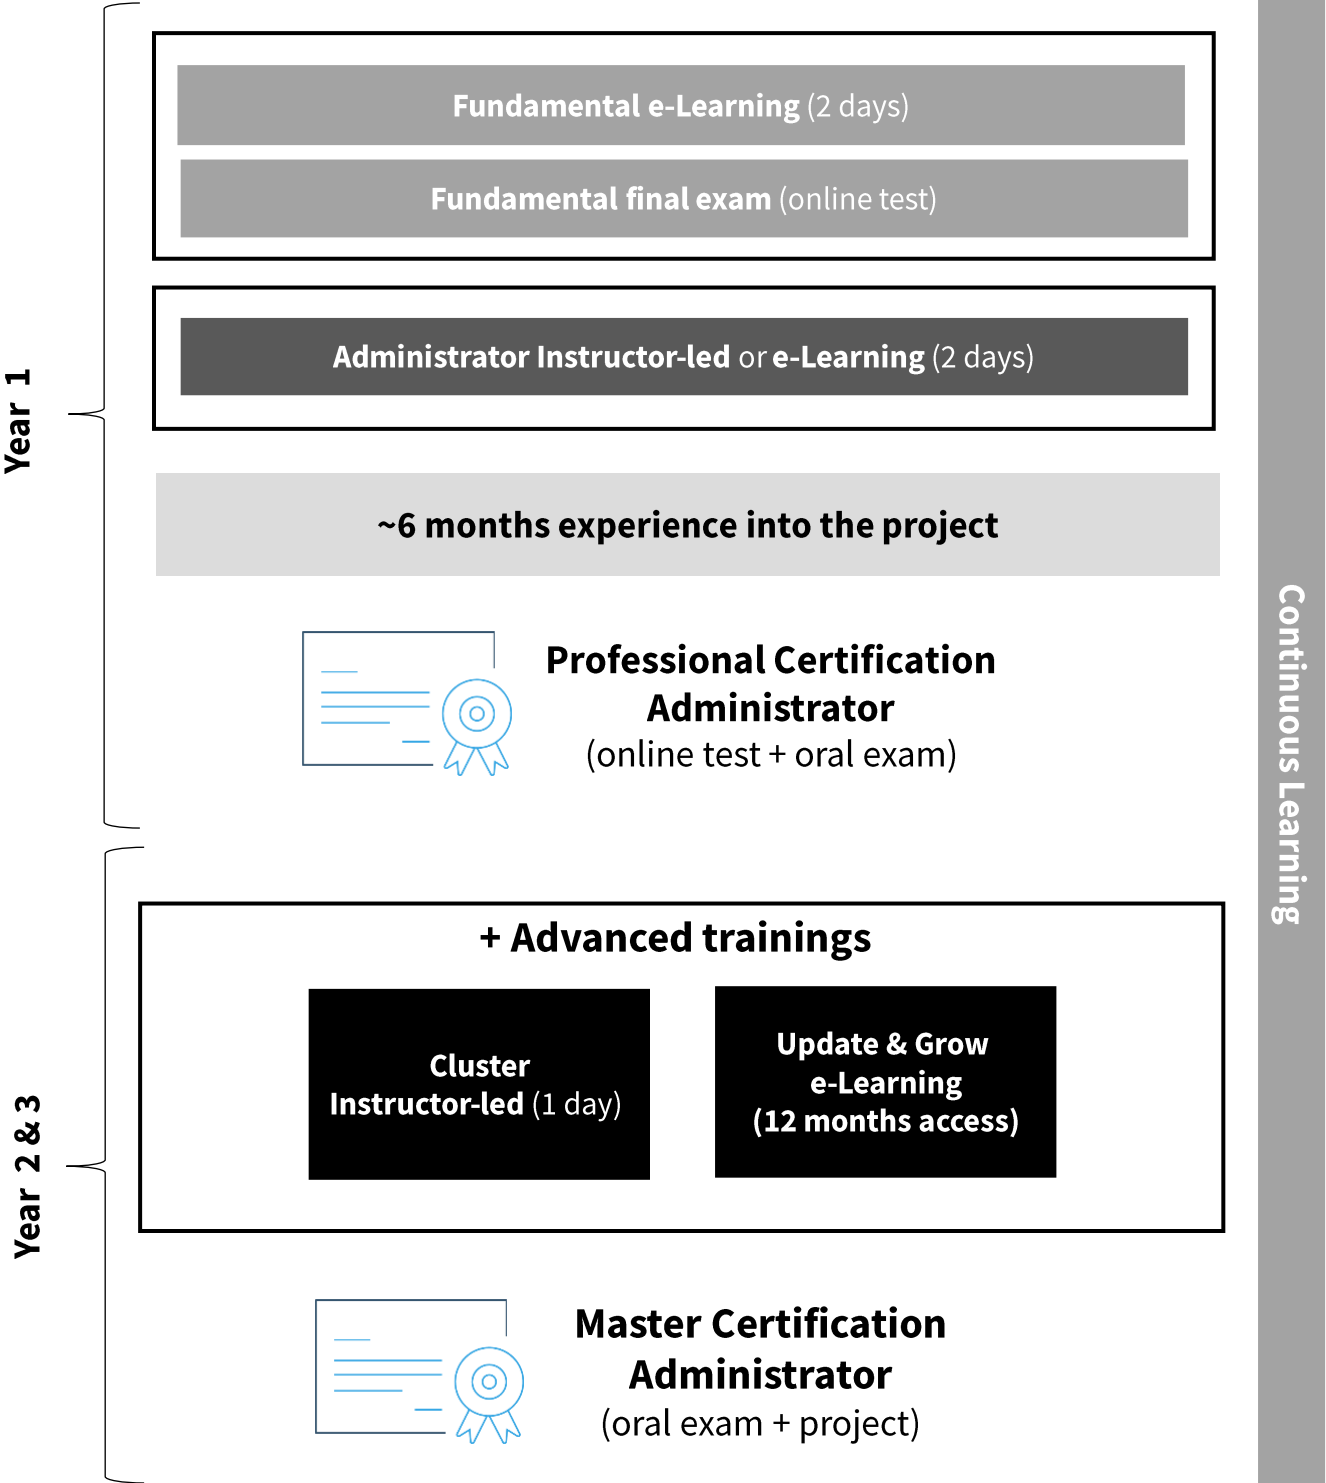 Year 1
Fundamental e-Learning (2 days)
Fundamental final exam (online test)
Administrator Instructor-led or e-Learning (2 days)
~6 months experience into the project
Professional Certification
Administrator
(online test + oral exam)
Year 2 & 3
+ Advanced trainings
Cluster
Instructor-led (1 day)
Update & Grow
e-Learning
(12 months access)
Master Certification
Administrator
(oral exam + project)
Continuous Learning